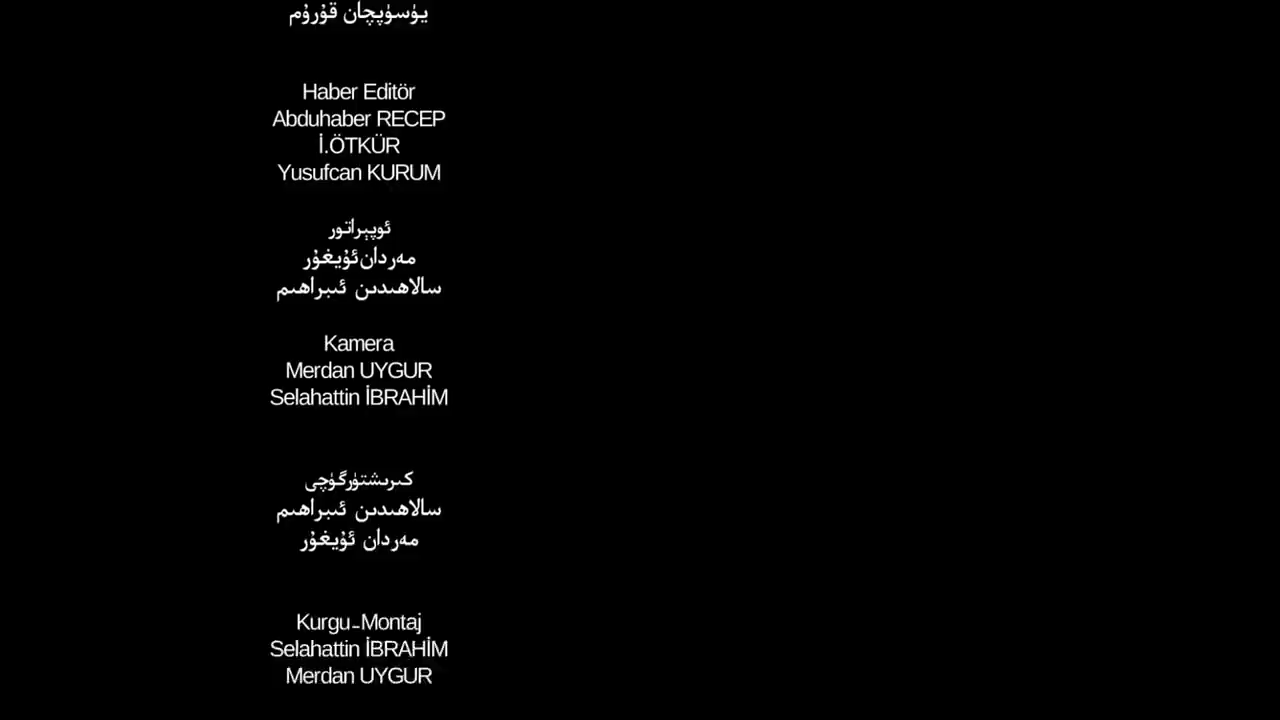 يۈسۈپجان قۇرۇم
Haber Editör
Abduhaber RECEP
İ.ÖTKÜR
Yusufcan KURUM
ئوپېراتور
مەردان ئۇيغۇر
سالاھىدىن ئىبراھىم
Kamera
Merdan UYGUR
Selahattin İBRAHİM
كىرىشتۈرگۈچى
سالاھىدىن ئىبراھىم
مەردان ئۇيغۇر
Kurgu-Montaj
Selahattin İBRAHİM
Merdan UYGUR